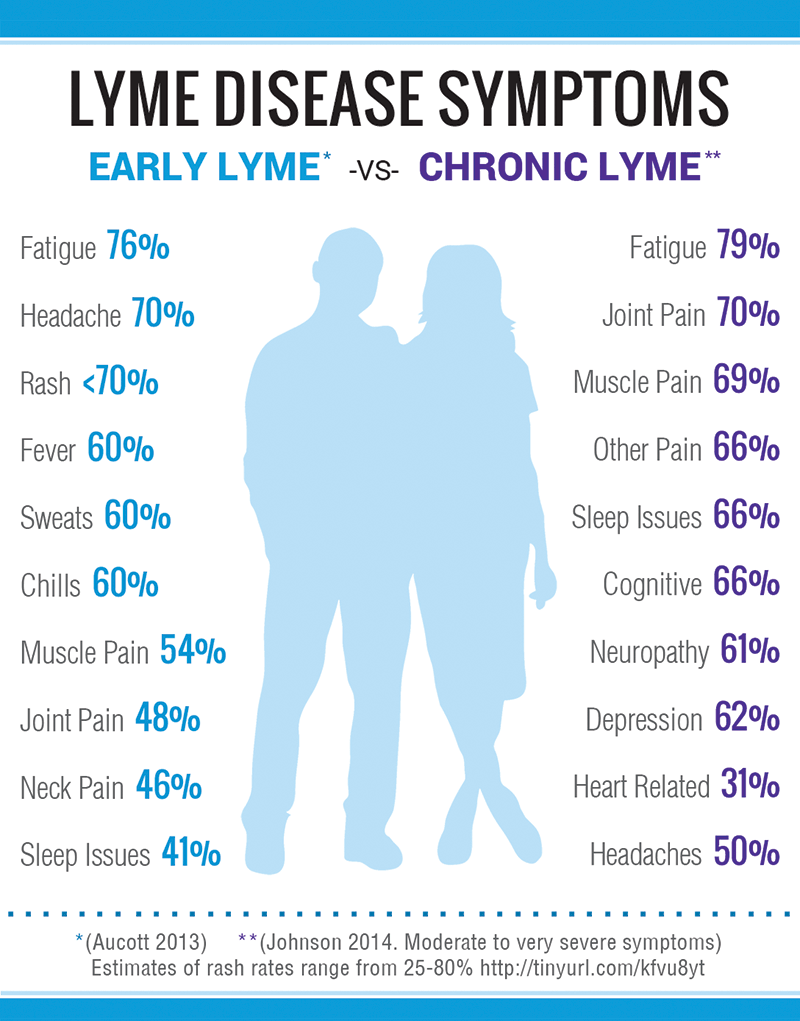 LYME DISEASE SYMPTOMS
EARLY LYME* -VS- CHRONIC LYME**
Fatigue 76%
Headache 70%
Rash <70%
Fever 60%
Sweats 60%
Chills 60%
Muscle Pain 54%
Joint Pain 48%
Neck Pain 46%
Sleep Issues 41%
Fatigue 79%
Joint Pain 70%
Muscle Pain 69%
Other Pain 66%
Sleep Issues 66%
Cognitive 66%
Neuropathy 61%
Depression 62%
Heart Related 31%
Headaches 50%
*(Aucott 2013) **(Johnson 2014. Moderate to very severe symptoms)
Estimates of rash rates range from 25-80% http://tinyurl.com/kfvu8yt